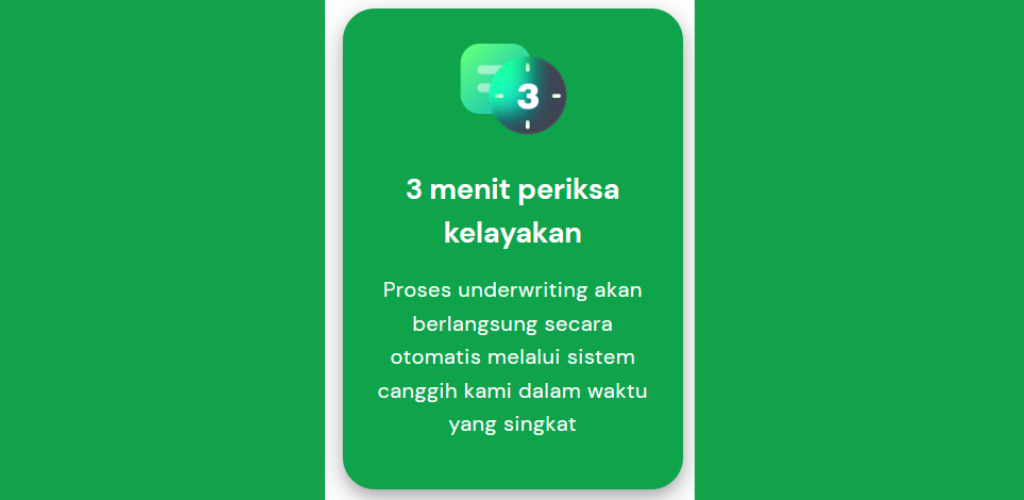 3
3 menit periksa
kelayakan
Proses underwriting akan
berlangsung secara
otomatis melalui sistem
canggih kami dalam waktu
yang singkat